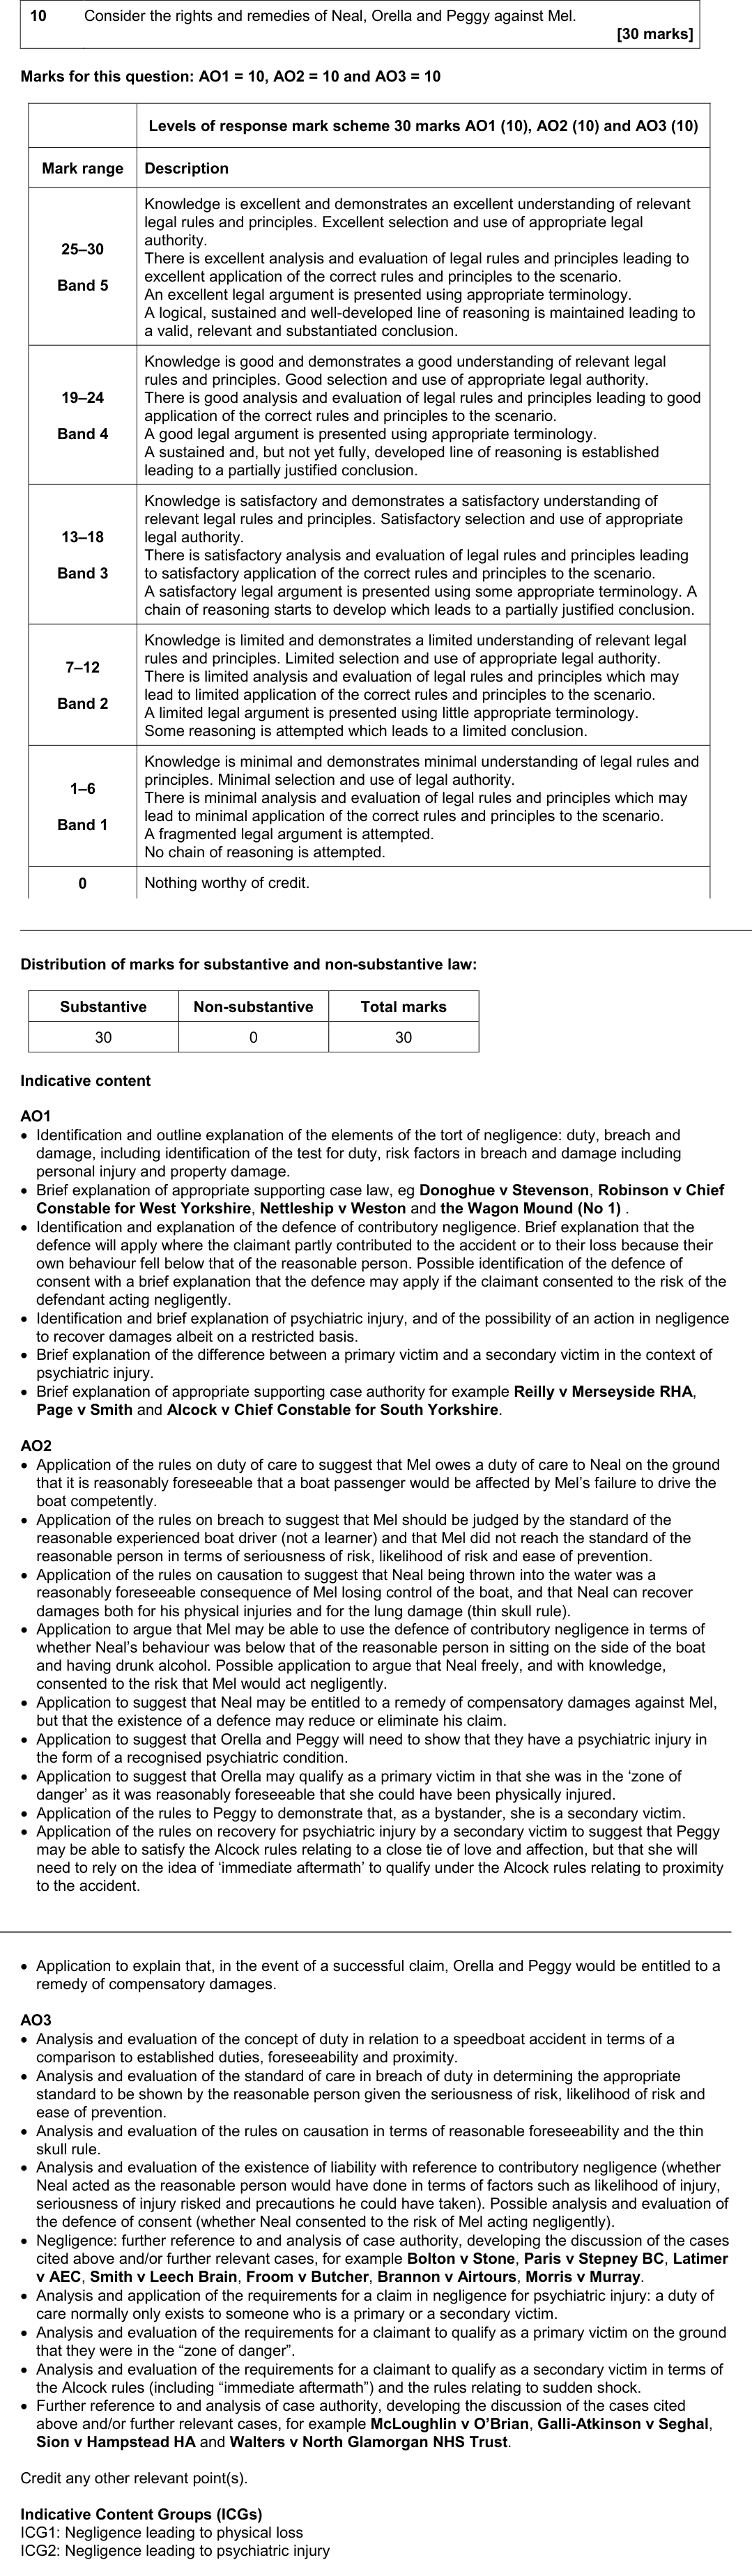 10 Consider the rights and remedies of Neal, Orella and Peggy against Mel.
[30 marks]
Marks for this question: AO1 = 10, AO2 = 10 and AO3 = 10
Levels of response mark scheme 30 marks AO1 (10), AO2 (10) and AO3 (10)
Mark range Description
25–30
Band 5
Knowledge is excellent and demonstrates an excellent understanding of relevant
legal rules and principles. Excellent selection and use of appropriate legal
authority.
There is excellent analysis and evaluation of legal rules and principles leading to
excellent application of the correct rules and principles to the scenario.
An excellent legal argument is presented using appropriate terminology.
A logical, sustained and well-developed line of reasoning is maintained leading to
a valid, relevant and substantiated conclusion.
19–24
Band 4
Knowledge is good and demonstrates a good understanding of relevant legal
rules and principles. Good selection and use of appropriate legal authority.
There is good analysis and evaluation of legal rules and principles leading to good
application of the correct rules and principles to the scenario.
A good legal argument is presented using appropriate terminology.
A sustained and, but not yet fully, developed line of reasoning is established
leading to a partially justified conclusion.
13–18
Band 3
Knowledge is satisfactory and demonstrates a satisfactory understanding of
relevant legal rules and principles. Satisfactory selection and use of appropriate
legal authority.
There is satisfactory analysis and evaluation of legal rules and principles leading
to satisfactory application of the correct rules and principles to the scenario.
A satisfactory legal argument is presented using some appropriate terminology. A
chain of reasoning starts to develop which leads to a partially justified conclusion.
7–12
Band 2
Knowledge is limited and demonstrates a limited understanding of relevant legal
rules and principles. Limited selection and use of appropriate legal authority.
There is limited analysis and evaluation of legal rules and principles which may
lead to limited application of the correct rules and principles to the scenario.
A limited legal argument is presented using little appropriate terminology.
Some reasoning is attempted which leads to a limited conclusion.
1–6
Band 1
Knowledge is minimal and demonstrates minimal understanding of legal rules and
principles. Minimal selection and use of legal authority.
There is minimal analysis and evaluation of legal rules and principles which may
lead to minimal application of the correct rules and principles to the scenario.
A fragmented legal argument is attempted.
No chain of reasoning is attempted.
0 Nothing worthy of credit.
Distribution of marks for substantive and non-substantive law:
Substantive Non-substantive Total marks
30 0 30
Indicative content
AO1
• Identification and outline explanation of the elements of the tort of negligence: duty, breach and
damage, including identification of the test for duty, risk factors in breach and damage including
personal injury and property damage.
• Brief explanation of appropriate supporting case law, eg Donoghue v Stevenson, Robinson v Chief
Constable for West Yorkshire, Nettleship v Weston and the Wagon Mound (No 1) .
• Identification and explanation of the defence of contributory negligence. Brief explanation that the
defence will apply where the claimant partly contributed to the accident or to their loss because their
own behaviour fell below that of the reasonable person. Possible identification of the defence of
consent with a brief explanation that the defence may apply if the claimant consented to the risk of the
defendant acting negligently.
• Identification and brief explanation of psychiatric injury, and of the possibility of an action in negligence
to recover damages albeit on a restricted basis.
• Brief explanation of the difference between a primary victim and a secondary victim in the context of
psychiatric injury.
• Brief explanation of appropriate supporting case authority for example Reilly v Merseyside RHA,
Page v Smith and Alcock v Chief Constable for South Yorkshire.
AO2
• Application of the rules on duty of care to suggest that Mel owes a duty of care to Neal on the ground
that it is reasonably foreseeable that a boat passenger would be affected by Mel's failure to drive the
boat competently.
• Application of the rules on breach to suggest that Mel should be judged by the standard of the
reasonable experienced boat driver (not a learner) and that Mel did not reach the standard of the
reasonable person in terms of seriousness of risk, likelihood of risk and ease of prevention.
• Application of the rules on causation to suggest that Neal being thrown into the water was a
reasonably foreseeable consequence of Mel losing control of the boat, and that Neal can recover
damages both for his physical injuries and for the lung damage (thin skull rule).
• Application to argue that Mel may be able to use the defence of contributory negligence in terms of
whether Neal's behaviour was below that of the reasonable person in sitting on the side of the boat
and having drunk alcohol. Possible application to argue that Neal freely, and with knowledge,
consented to the risk that Mel would act negligently.
• Application to suggest that Neal may be entitled to a remedy of compensatory damages against Mel,
but that the existence of a defence may reduce or eliminate his claim.
• Application to suggest that Orella and Peggy will need to show that they have a psychiatric injury in
the form of a recognised psychiatric condition.
• Application to suggest that Orella may qualify as a primary victim in that she was in the 'zone of
danger' as it was reasonably foreseeable that she could have been physically injured.
• Application of the rules to Peggy to demonstrate that, as a bystander, she is a secondary victim.
• Application of the rules on recovery for psychiatric injury by a secondary victim to suggest that Peggy
may be able to satisfy the Alcock rules relating to a close tie of love and affection, but that she will
need to rely on the idea of 'immediate aftermath' to qualify under the Alcock rules relating to proximity
to the accident.
• Application to explain that, in the event of a successful claim, Orella and Peggy would be entitled to a
remedy of compensatory damages.
AO3
• Analysis and evaluation of the concept of duty in relation to a speedboat accident in terms of a
comparison to established duties, foreseeability and proximity.
• Analysis and evaluation of the standard of care in breach of duty in determining the appropriate
standard to be shown by the reasonable person given the seriousness of risk, likelihood of risk and
ease of prevention.
• Analysis and evaluation of the rules on causation in terms of reasonable foreseeability and the thin
skull rule.
• Analysis and evaluation of the existence of liability with reference to contributory negligence (whether
Neal acted as the reasonable person would have done in terms of factors such as likelihood of injury,
seriousness of injury risked and precautions he could have taken). Possible analysis and evaluation of
the defence of consent (whether Neal consented to the risk of Mel acting negligently).
• Negligence: further reference to and analysis of case authority, developing the discussion of the cases
cited above and/or further relevant cases, for example Bolton v Stone, Paris v Stepney BC, Latimer
v AEC, Smith v Leech Brain, Froom v Butcher, Brannon v Airtours, Morris v Murray.
• Analysis and application of the requirements for a claim in negligence for psychiatric injury: a duty of
care normally only exists to someone who is a primary or a secondary victim.
• Analysis and evaluation of the requirements for a claimant to qualify as a primary victim on the ground
that they were in the "zone of danger".
• Analysis and evaluation of the requirements for a claimant to qualify as a secondary victim in terms of
the Alcock rules (including "immediate aftermath") and the rules relating to sudden shock.
• Further reference to and analysis of case authority, developing the discussion of the cases cited
above and/or further relevant cases, for example McLoughlin v O'Brian, Galli-Atkinson v Seghal,
Sion v Hampstead HA and Walters v North Glamorgan NHS Trust.
Credit any other relevant point(s).
Indicative Content Groups (ICGs)
ICG1: Negligence leading to physical loss
ICG2: Negligence leading to psychiatric injury